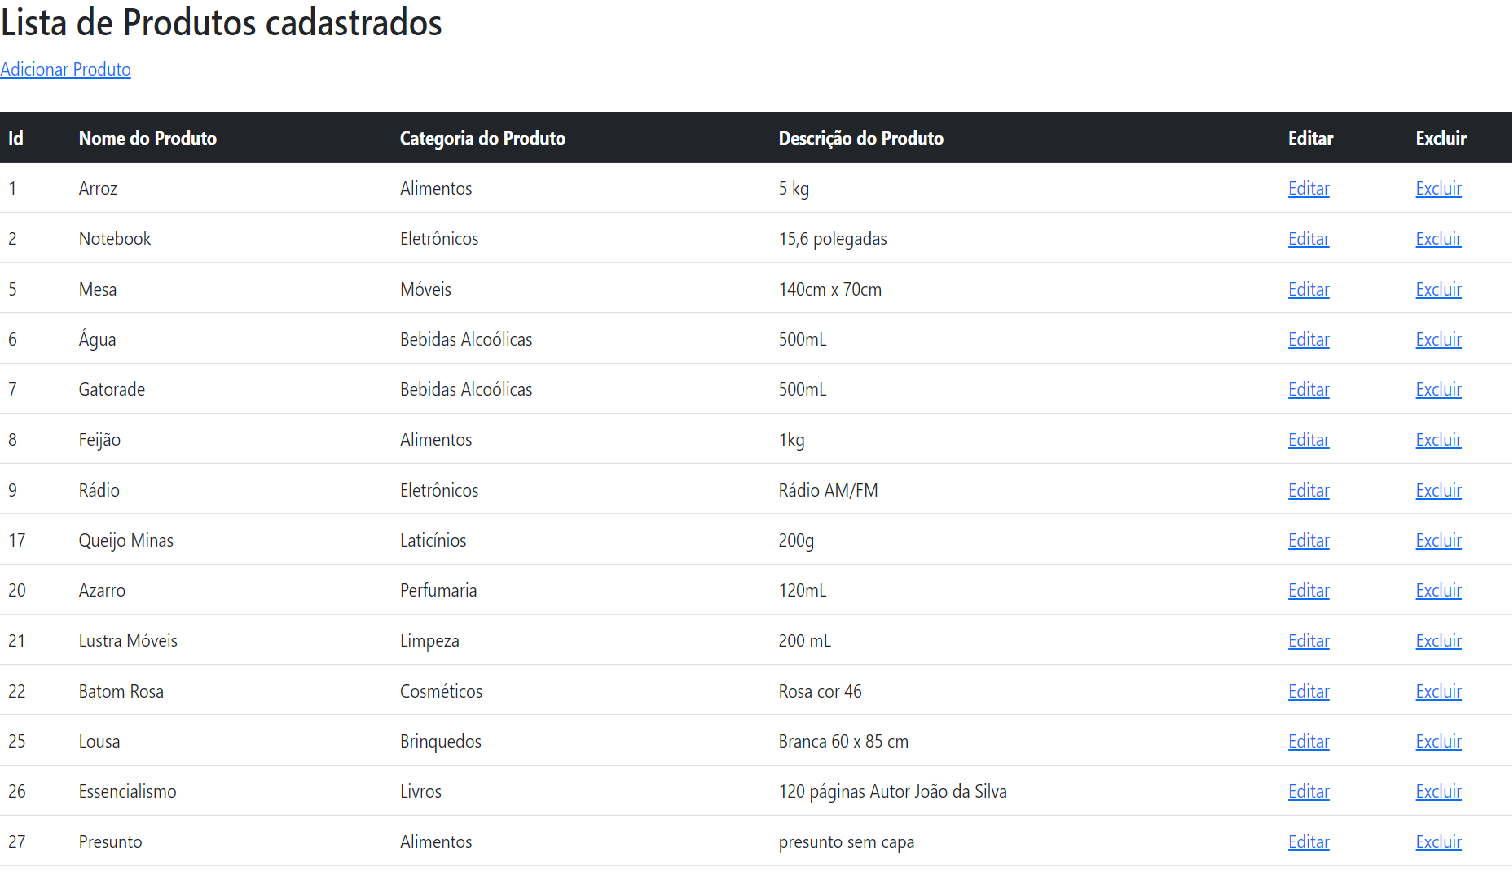 Lista de Produtos cadastrados
Adicionar Produto
Id Nome do Produto Categoria do Produto Descrição do Produto Editar Excluir
1 Arroz Alimentos 5 kg Editar Excluir
2 Notebook Eletrônicos 15,6 polegadas Editar Excluir
5 Mesa Móveis 140cm x 70cm Editar Excluir
6 Água Bebidas Alcoólicas 500mL Editar Excluir
7 Gatorade Bebidas Alcoólicas 500mL Editar Excluir
8 Feijão Alimentos 1kg Editar Excluir
9 Rádio Eletrônicos Rádio AM/FM Editar Excluir
17 Queijo Minas Laticínios 200g Editar Excluir
20 Azarro Perfumaria 120mL Editar Excluir
21 Lustra Móveis Limpeza 200 mL Editar Excluir
22 Batom Rosa Cosméticos Rosa cor 46 Editar Excluir
25 Lousa Brinquedos Branca 60 x 85 cm Editar Excluir
26 Essencialismo Livros 120 páginas Autor João da Silva Editar Excluir
27 Presunto Alimentos presunto sem capa Editar Excluir